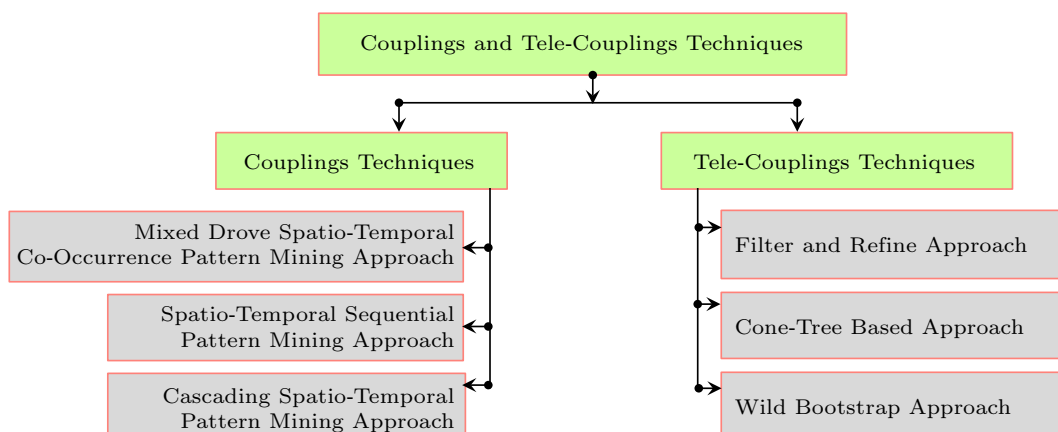 Couplings and Tele-Couplings Techniques
Couplings Techniques
Tele-Couplings Techniques
Mixed Drove Spatio-Temporal
Co-Occurrence Pattern Mining Approach
Spatio-Temporal Sequential
Pattern Mining Approach
Cascading Spatio-Temporal
Pattern Mining Approach
Filter and Refine Approach
Cone-Tree Based Approach
Wild Bootstrap Approach